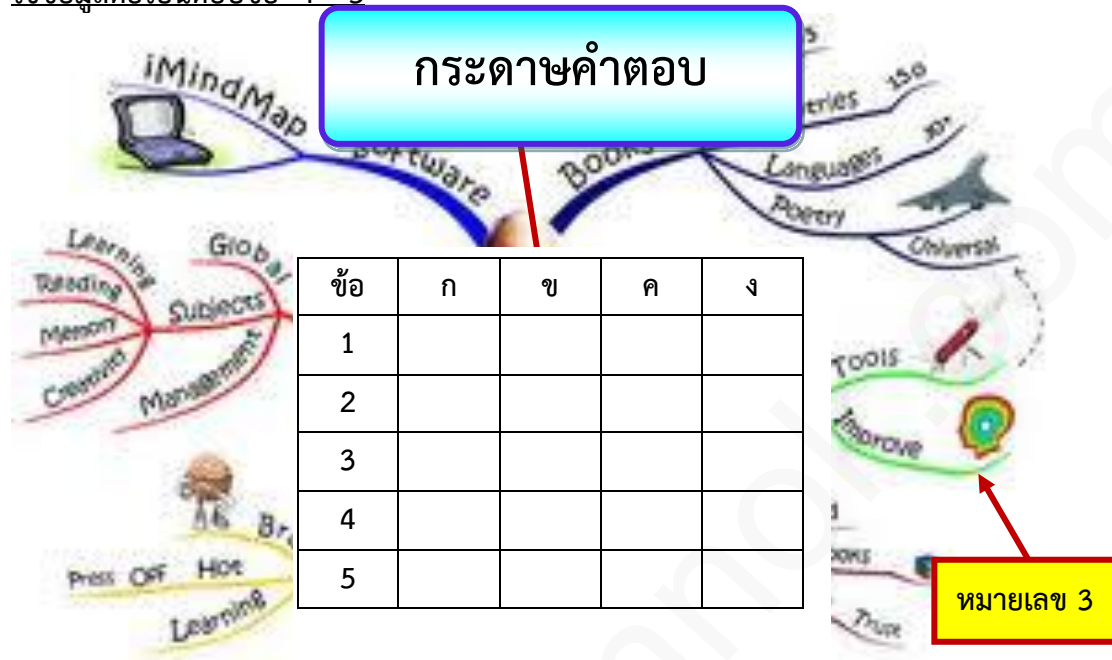 กระดาษคำตอบ
iMindMap
Software
Books
Languages
Poetry
Universal
Learning
Reading
Memory
Creativity
Global
Subjects
Management
ข้อ ก ข ค ง
1
2
3
4
5
Tools
Improve
Press OFF Hot
Learning
Trust
หมายเลข 3